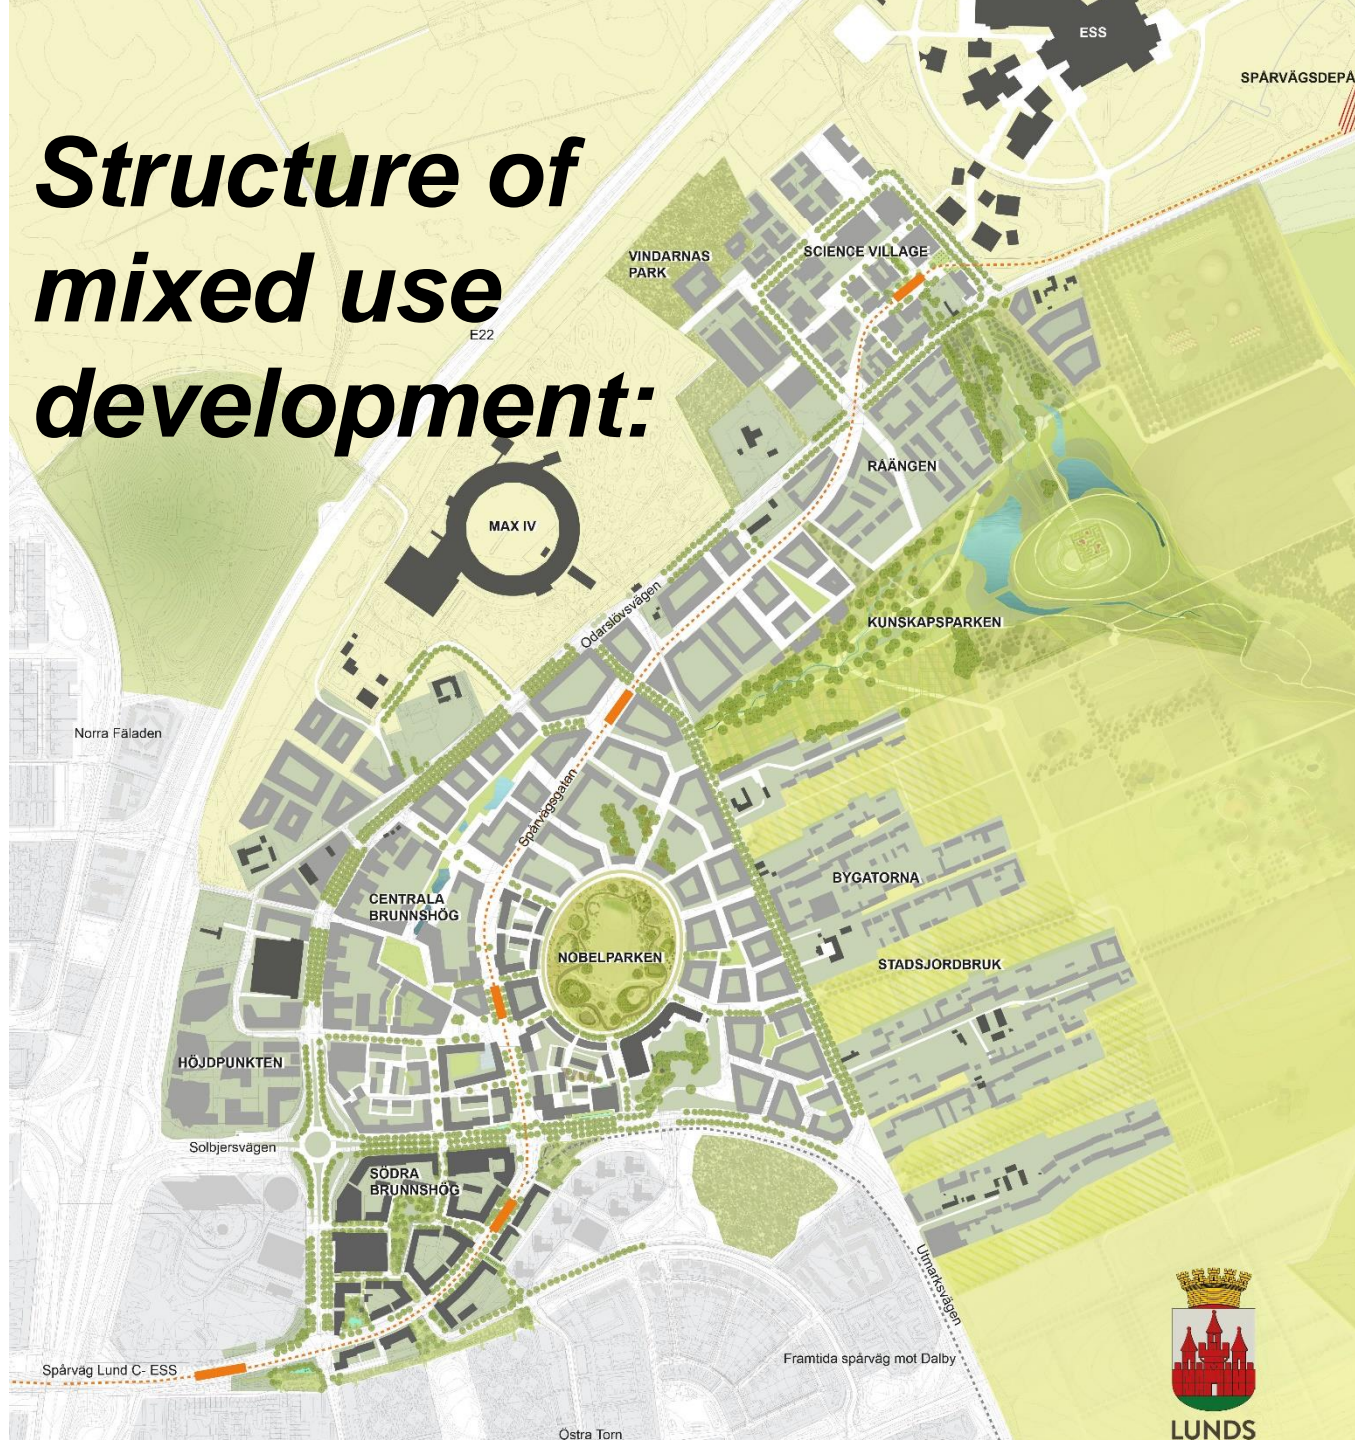 ESS
SPÅRVÄGSDEPÅ
Structure of
mixed use
development:
VINDARNAS
PARK
SCIENCE VILLAGE
E22
RÅÄNGEN
MAX IV
Odarslövsvägen
KUNSKAPSPARKEN
Norra Fäladen
Spårvägsgatan
BYGATORNA
CENTRALA
BRUNNSHÖG
NOBELPARKEN
STADSJORDBRUK
HÖJDPUNKTEN
Solbjersvägen
SÖDRA
BRUNNSHÖG
Utmarksvägen
Spårväg Lund C- ESS
Framtida spårväg mot Dalby
Östra Torn
LUNDS